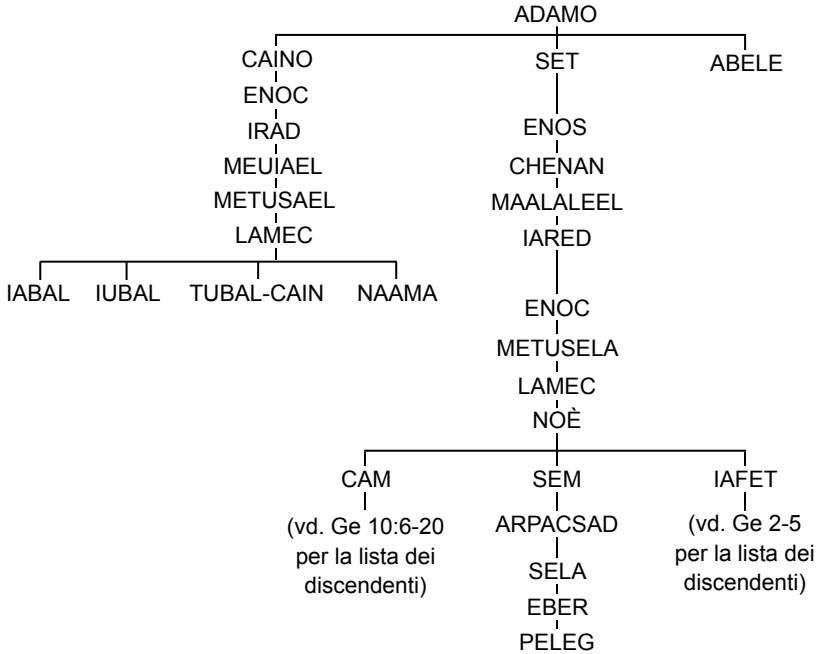 ADAMO
CAINO SET ABELE
ENOC
IRAD ENOS
MEUIAEL CHENAN
METUSAEL MAALALEEL
LAMEC IARED
IABAL IUBAL TUBAL-CAIN NAAMA
ENOC
METUSELA
LAMEC
NOÈ
CAM SEM IAFET
(vd. Ge 10:6-20 ARPACSAD (vd. Ge 2-5
per la lista dei per la lista dei
discendenti) SELA discendenti)
EBER
PELEG